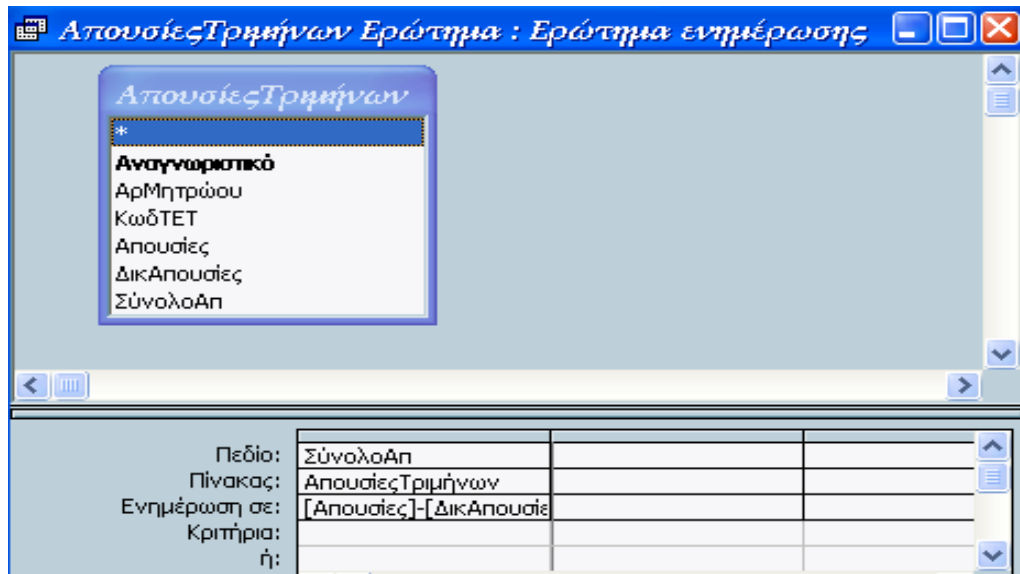 ΑπουσίεςΤριμήνων Ερώτημα : Ερώτημα ενημέρωσης
ΑπουσίεςΤριμήνων
*
Αναγνωριστικό
ΑρΜητρώου
ΚωδΤΕΤ
Απουσίες
ΔικΑπουσίες
ΣύνολοΑπ
Πεδίο: ΣύνολοΑπ
Πίνακας: ΑπουσίεςΤριμήνων
Ενημέρωση σε: [Απουσίες]-[ΔικΑπουσίε
Κριτήρια:
ή: